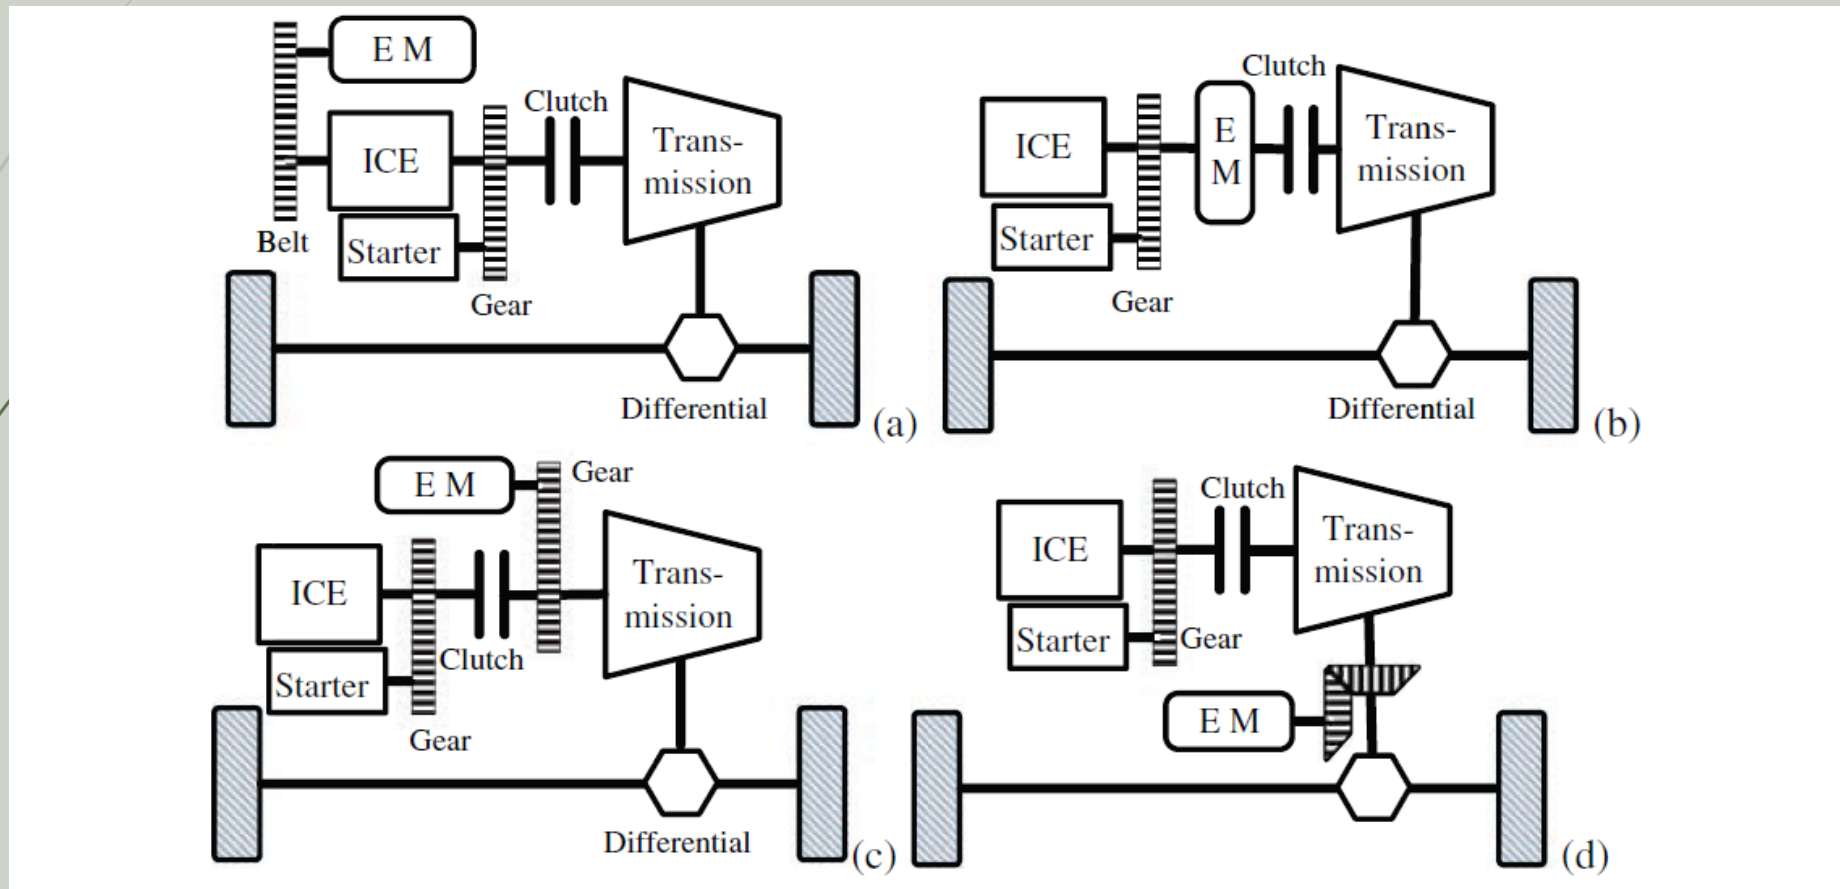 E M
Clutch
ICE
Trans-
mission
Starter
Belt
Gear
Differential
(a)
Clutch
ICE
E
M
Trans-
mission
Starter
Gear
Differential
(b)
E M
Gear
ICE
Trans-
mission
Clutch
Starter
Gear
Differential
(c)
Clutch
ICE
Trans-
mission
Starter
Gear
E M
(d)